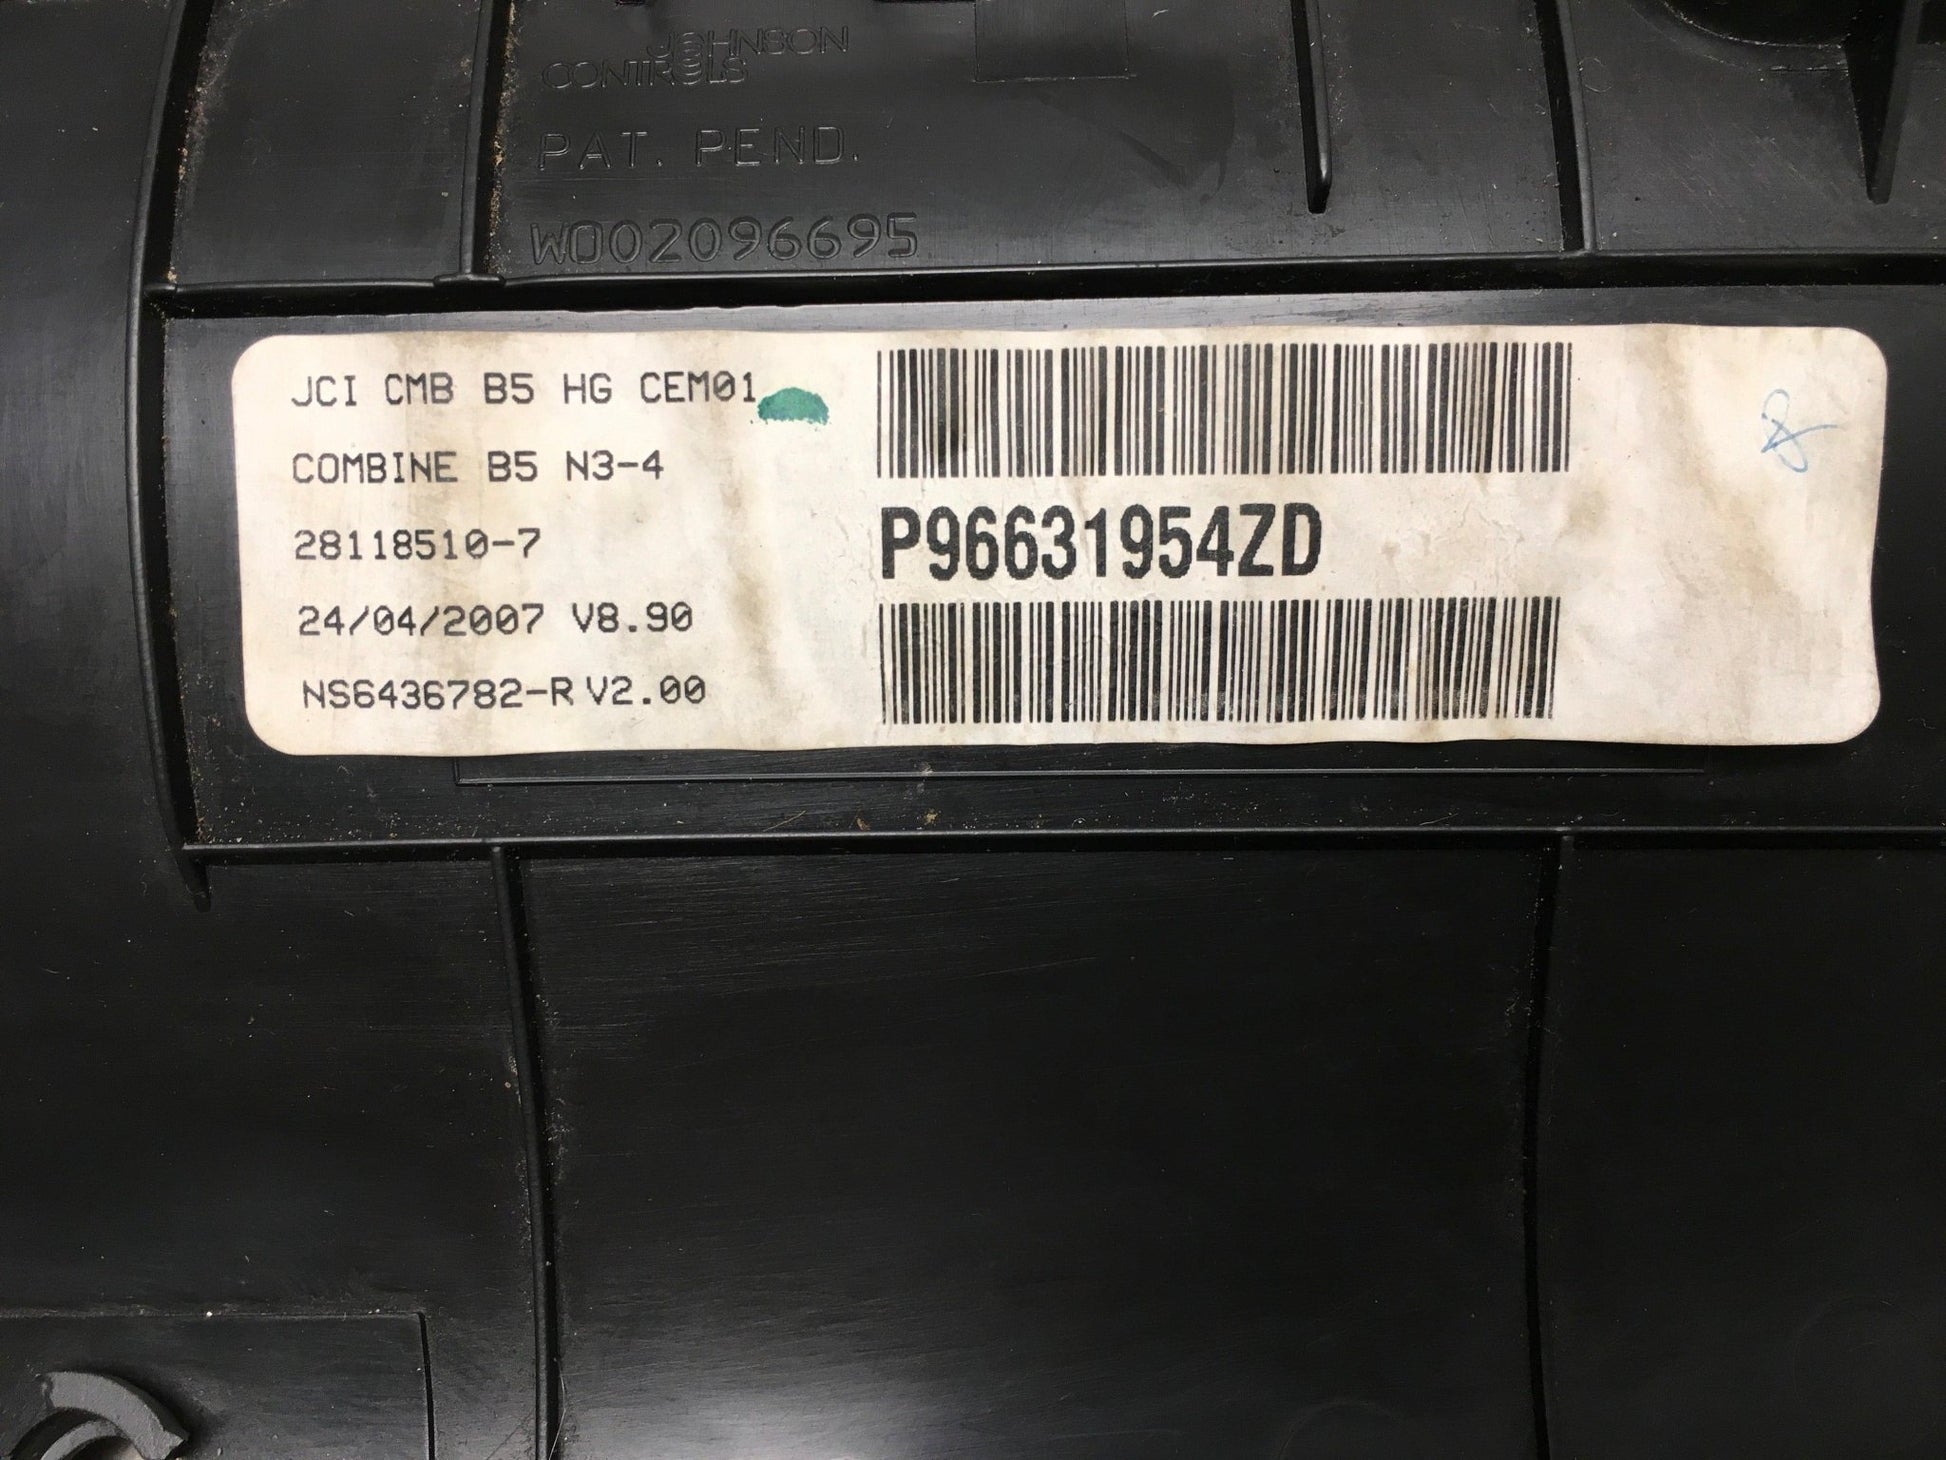 JOHNSON
CONTROLS
PAT. PEND.
W002096695
JCI CMB B5 HG CEM01
COMBINE B5 N3-4
28118510-7
24/04/2007 V8.90
NS6436782-R V2.00
P96631954ZD